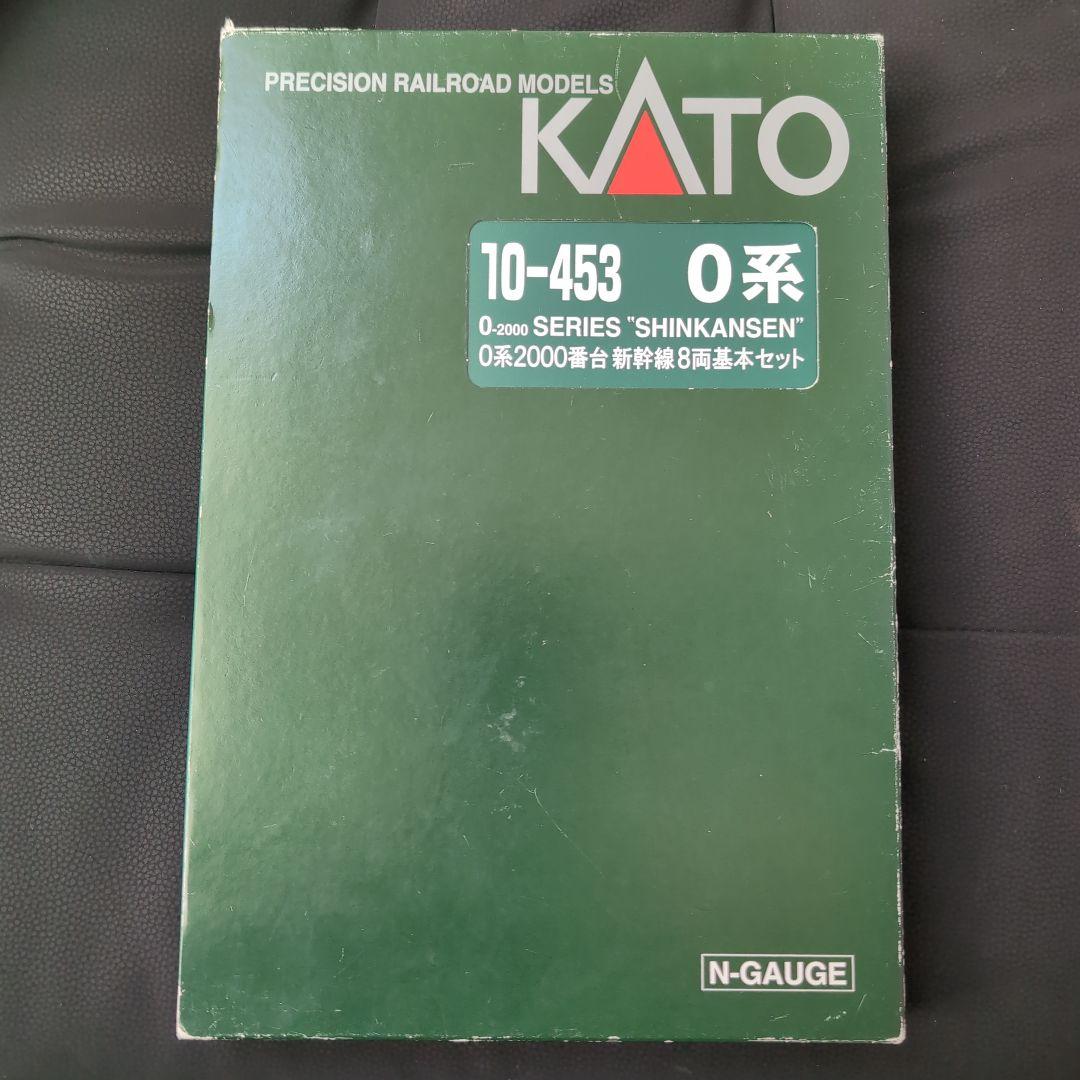 PRECISION RAILROAD MODELS
KATO
10-453 0系
0-2000 SERIES "SHINKANSEN"
0系2000番台 新幹線8両基本セット
N-GAUGE